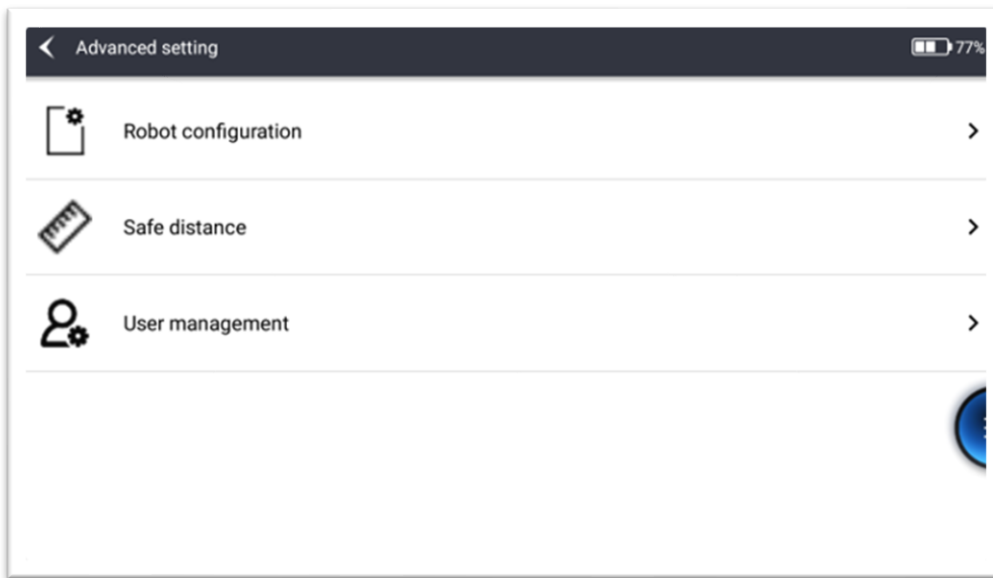 Advanced setting
77%
Robot configuration
Safe distance
User management